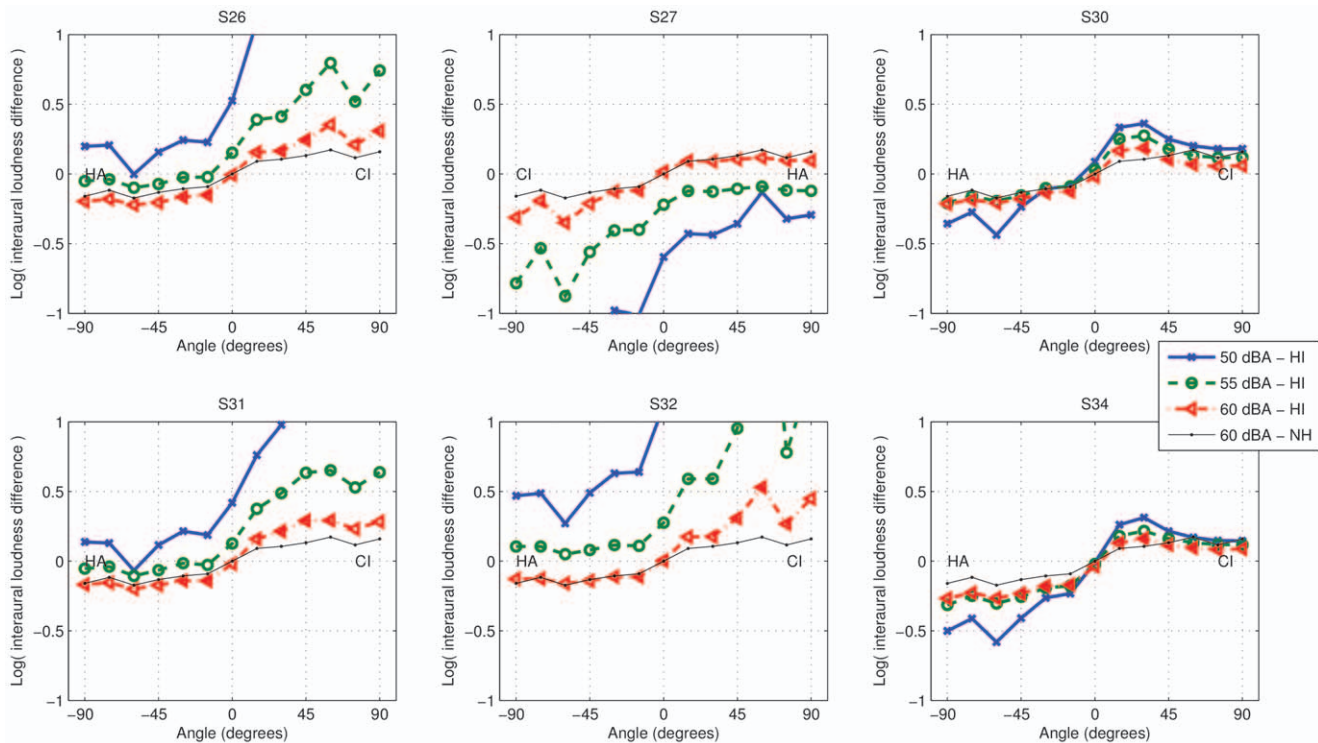 S26
S27
S30
Log( interaural loudness difference )
1
0.5
0
−0.5
−1
HA
CI
−90
−45
0
45
90
Angle (degrees)
Log( interaural loudness difference )
1
0.5
0
−0.5
−1
CI
HA
−90
−45
0
45
90
Angle (degrees)
Log( interaural loudness difference )
1
0.5
0
−0.5
−1
HA
CI
−90
−45
0
45
90
Angle (degrees)
50 dBA − HI
55 dBA − HI
60 dBA − HI
60 dBA − NH
S31
S32
S34
Log( interaural loudness difference )
1
0.5
0
−0.5
−1
HA
CI
−90
−45
0
45
90
Angle (degrees)
Log( interaural loudness difference )
1
0.5
0
−0.5
−1
HA
CI
−90
−45
0
45
90
Angle (degrees)
Log( interaural loudness difference )
1
0.5
0
−0.5
−1
HA
CI
−90
−45
0
45
90
Angle (degrees)